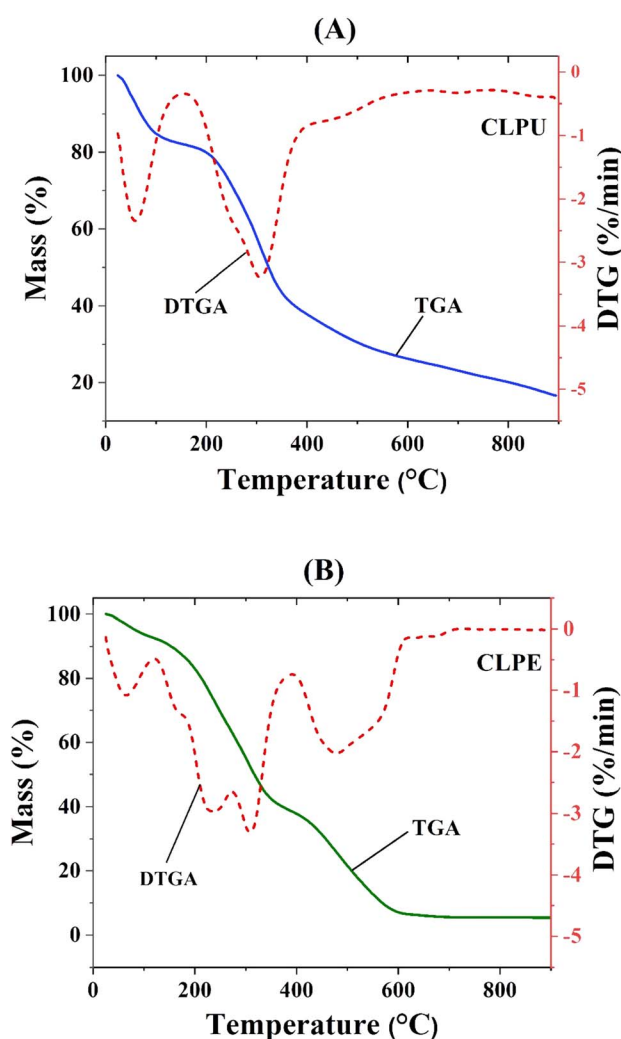 (A)
100
80
60
40
20
0
-1
-2
-3
-4
-5
CLPU
DTGA
TGA
Mass (%)
DTG (%/min)
0
200
400
600
800
Temperature (°C)
(B)
100
80
60
40
20
0
0
-1
-2
-3
-4
-5
CLPE
DTGA
TGA
Mass (%)
DTG (%/min)
0
200
400
600
800
Temperature (°C)